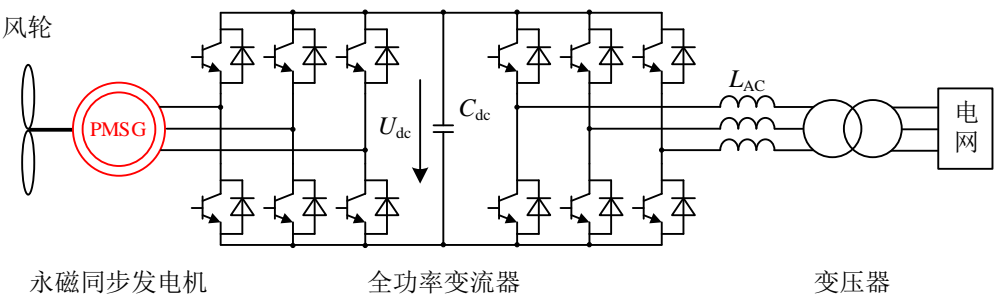 风轮
PMSG
U_dc
C_dc
L_AC
电网
永磁同步发电机
全功率变流器
变压器